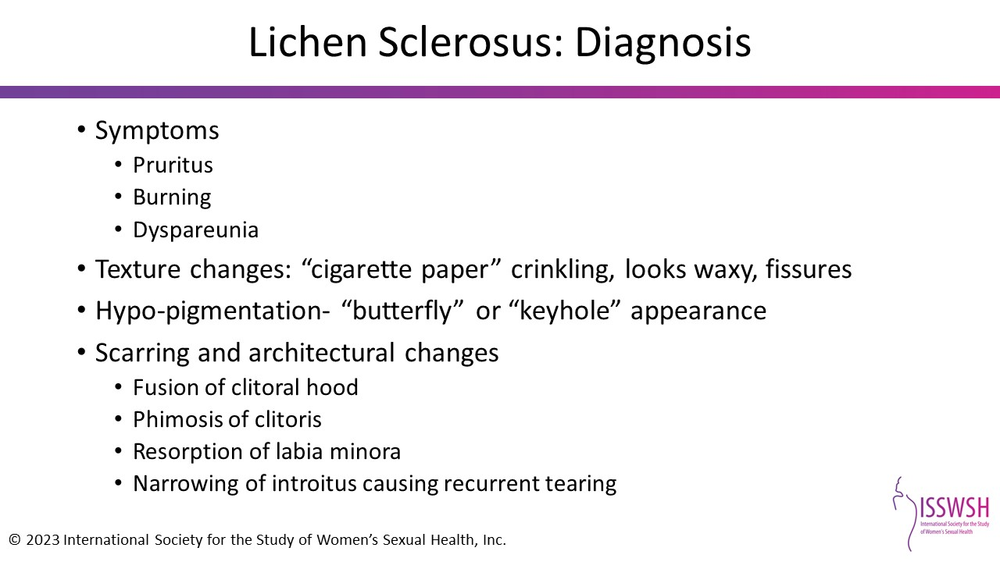 Lichen Sclerosus: Diagnosis
• Symptoms
• Pruritus
• Burning
• Dyspareunia
• Texture changes: “cigarette paper” crinkling, looks waxy, fissures
• Hypo-pigmentation- “butterfly” or “keyhole” appearance
• Scarring and architectural changes
• Fusion of clitoral hood
• Phimosis of clitoris
• Resorption of labia minora
• Narrowing of introitus causing recurrent tearing
ISSWSH
International Society for the Study
of Women's Sexual Health
© 2023 International Society for the Study of Women’s Sexual Health, Inc.